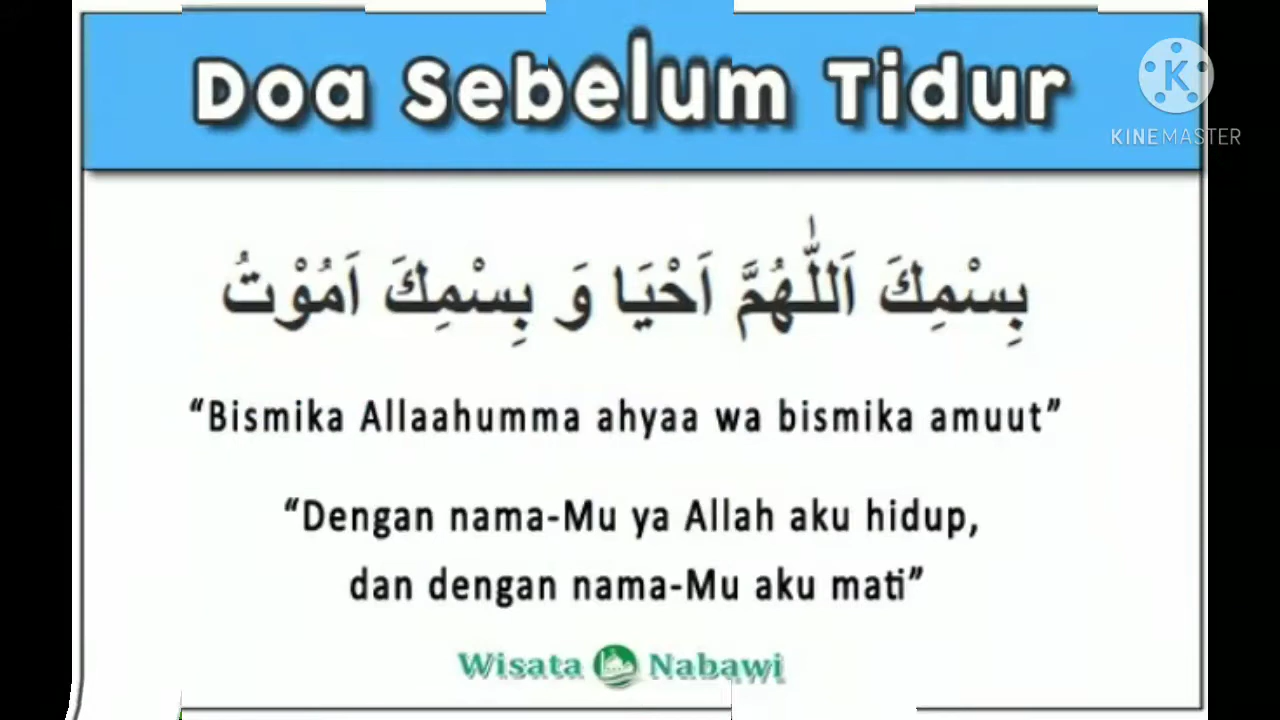 Doa Sebelum Tidur
K
KINEMASTER
بِسْمِكَ اَللّٰهُمَّ اَحْيَا وَ بِسْمِكَ اَمُوْتُ
“Bismika Allaahumma ahyaa wa bismika amuut”
“Dengan nama-Mu ya Allah aku hidup,
dan dengan nama-Mu aku mati”
Wisata Nabawi